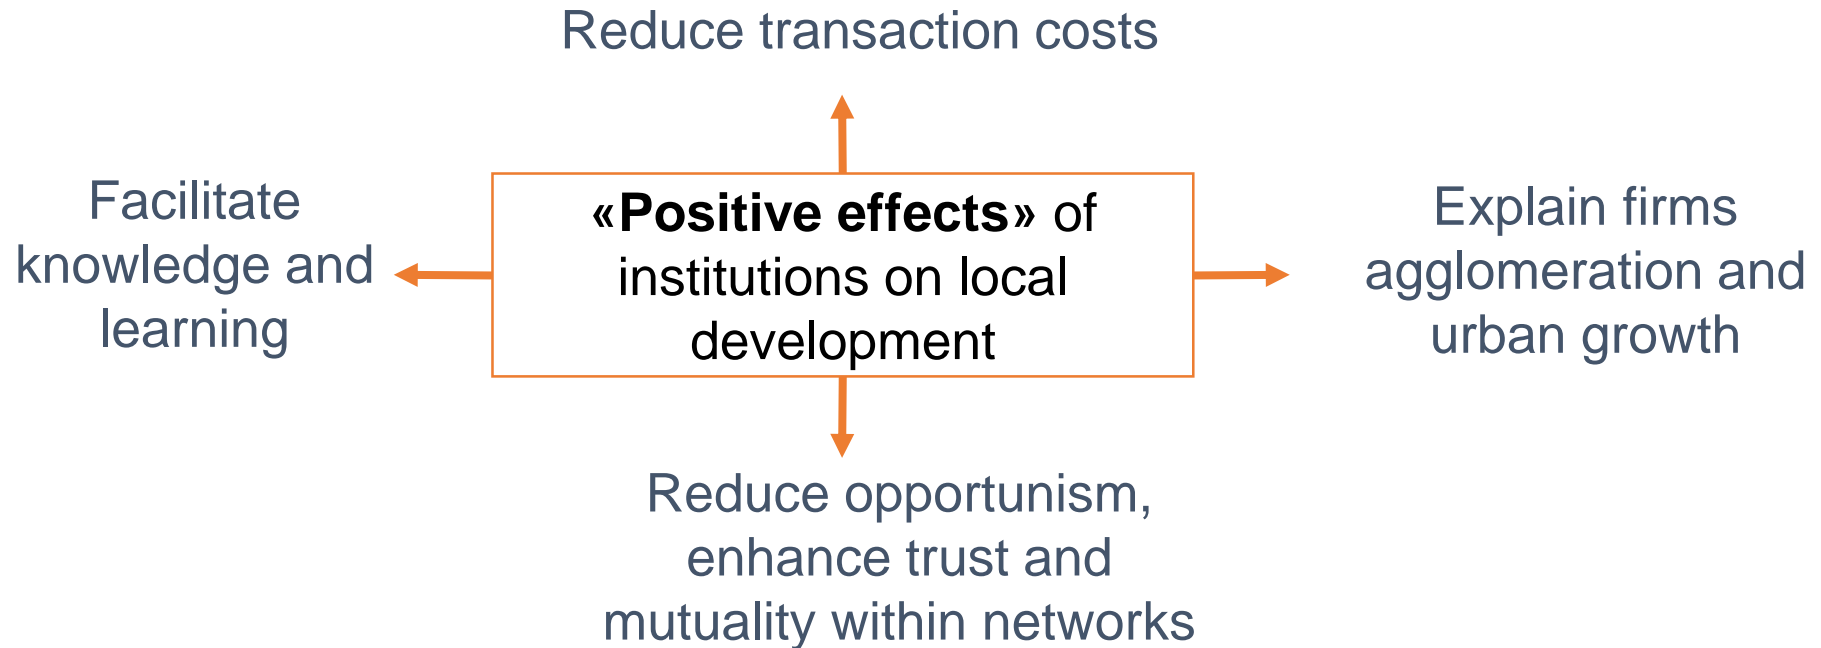 Reduce transaction costs
Facilitate
knowledge and
learning
«Positive effects» of
institutions on local
development
Explain firms
agglomeration and
urban growth
Reduce opportunism,
enhance trust and
mutuality within networks